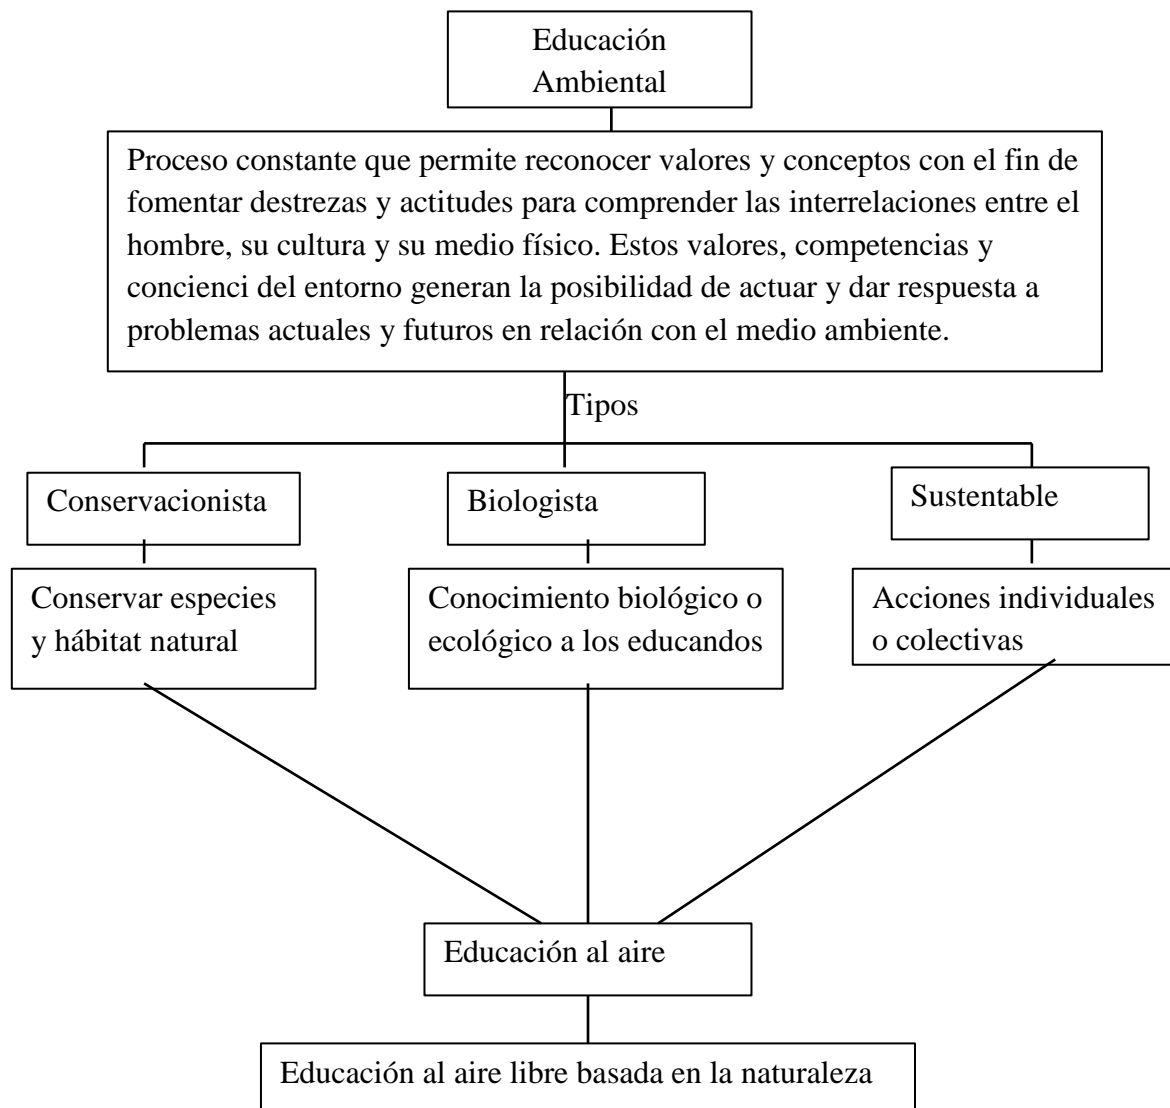 Educación
Ambiental
Proceso constante que permite reconocer valores y conceptos con el fin de
fomentar destrezas y actitudes para comprender las interrelaciones entre el
hombre, su cultura y su medio físico. Estos valores, competencias y
concienci del entorno generan la posibilidad de actuar y dar respuesta a
problemas actuales y futuros en relación con el medio ambiente.
Tipos
Conservacionista
Biologista
Sustentable
Conservar especies
y hábitat natural
Conocimiento biológico o
ecológico a los educandos
Acciones individuales
o colectivas
Educación al aire
Educación al aire libre basada en la naturaleza